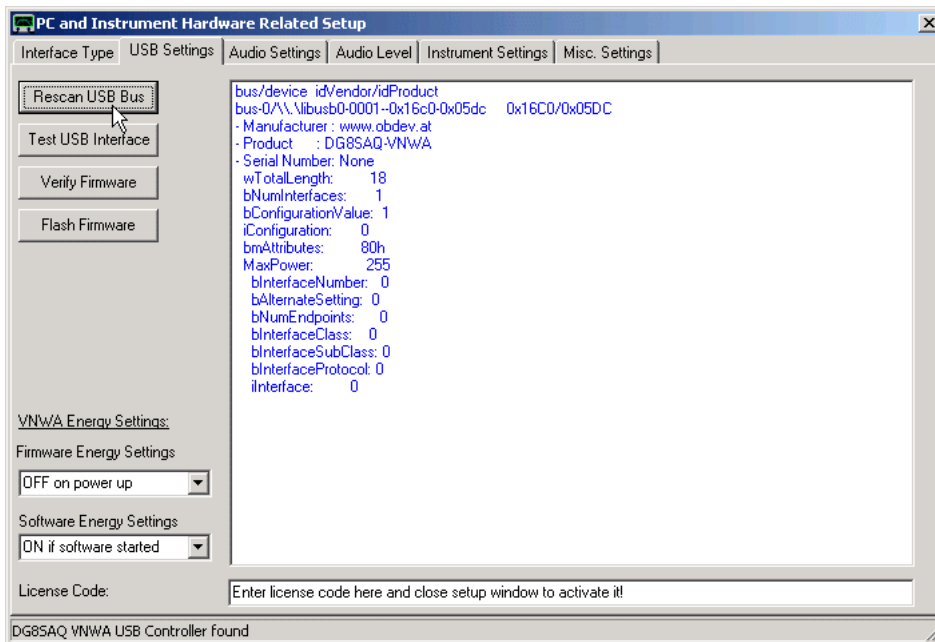 PC and Instrument Hardware Related Setup
Interface Type USB Settings Audio Settings Audio Level Instrument Settings Misc. Settings
Rescan USB Bus
Test USB Interface
Verify Firmware
Flash Firmware
bus/device idVendor/idProduct
bus-0/\\.\libusb0-0001--0x16c0-0x05dc 0x16C0/0x05DC
- Manufacturer : www.obdev.at
- Product : DG8SAQ-VNWA
- Serial Number: None
wTotalLength: 18
bNumInterfaces: 1
bConfigurationValue: 1
iConfiguration: 0
bmAttributes: 80h
MaxPower: 255
bInterfaceNumber: 0
bAlternateSetting: 0
bNumEndpoints: 0
bInterfaceClass: 0
bInterfaceSubClass: 0
bInterfaceProtocol: 0
iInterface: 0
VNWA Energy Settings:
Firmware Energy Settings
OFF on power up
Software Energy Settings
ON if software started
License Code: Enter license code here and close setup window to activate it!
DG8SAQ VNWA USB Controller found